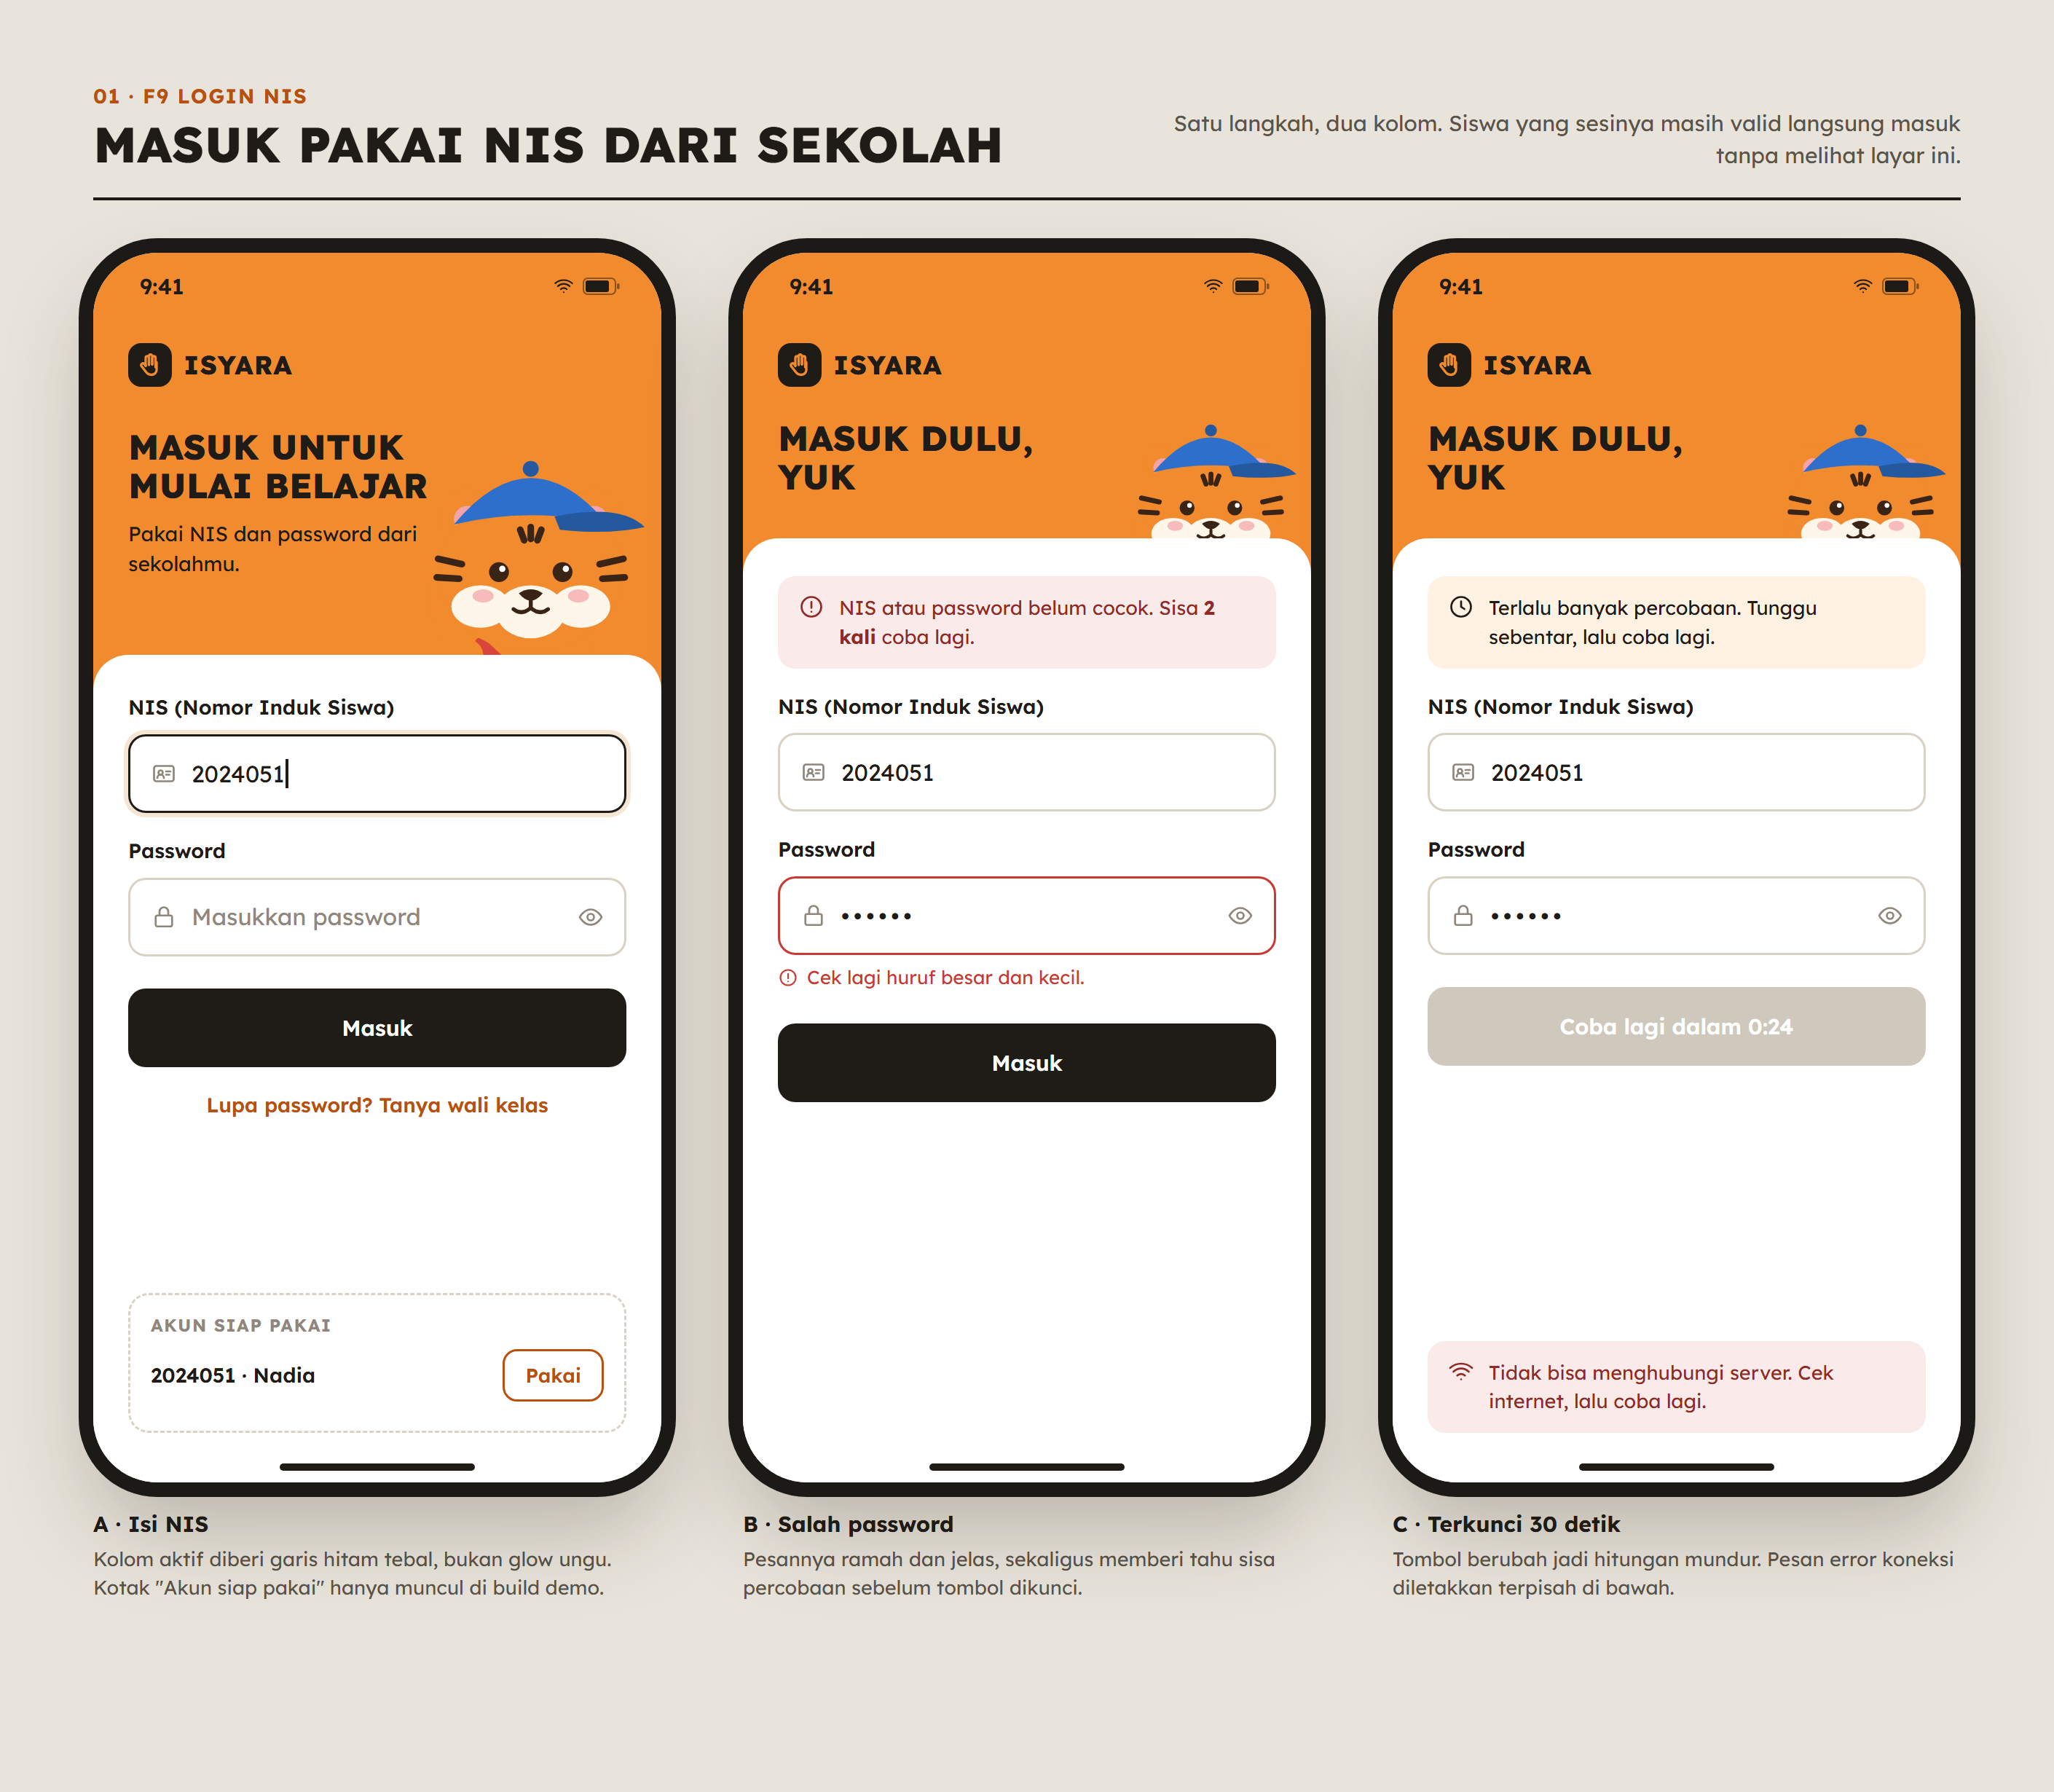 01 · F9 LOGIN NIS
MASUK PAKAI NIS DARI SEKOLAH
Satu langkah, dua kolom. Siswa yang sesinya masih valid langsung masuk
tanpa melihat layar ini.
9:41
ISYARA
MASUK UNTUK
MULAI BELAJAR
Pakai NIS dan password dari
sekolahmu.
NIS (Nomor Induk Siswa)
2024051
Password
Masukkan password
Masuk
Lupa password? Tanya wali kelas
AKUN SIAP PAKAI
2024051 · Nadia
Pakai
A · Isi NIS
Kolom aktif diberi garis hitam tebal, bukan glow ungu.
Kotak "Akun siap pakai" hanya muncul di build demo.
9:41
ISYARA
MASUK DULU,
YUK
NIS atau password belum cocok. Sisa 2
kali coba lagi.
NIS (Nomor Induk Siswa)
2024051
Password
••••••
Cek lagi huruf besar dan kecil.
Masuk
B · Salah password
Pesannya ramah dan jelas, sekaligus memberi tahu sisa
percobaan sebelum tombol dikunci.
9:41
ISYARA
MASUK DULU,
YUK
Terlalu banyak percobaan. Tunggu
sebentar, lalu coba lagi.
NIS (Nomor Induk Siswa)
2024051
Password
••••••
Coba lagi dalam 0:24
Tidak bisa menghubungi server. Cek
internet, lalu coba lagi.
C · Terkunci 30 detik
Tombol berubah jadi hitungan mundur. Pesan error koneksi
diletakkan terpisah di bawah.